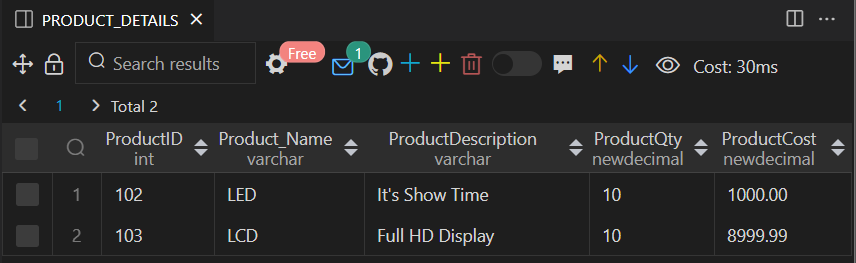 PRODUCT_DETAILS
Search results
Free
1
Cost: 30ms
1
Total 2
ProductID Product_Name ProductDescription ProductQty ProductCost
int varchar varchar newdecimal newdecimal
1 102 LED It's Show Time 10 1000.00
2 103 LCD Full HD Display 10 8999.99